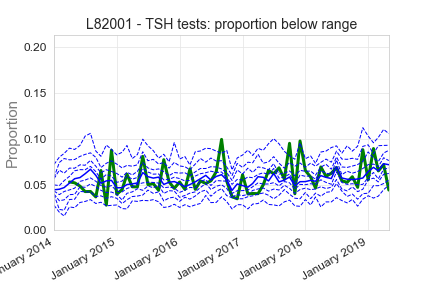 L82001 - TSH tests: proportion below range
0.20
0.15
0.10
0.05
0.00
Proportion
nuary 2014
January 2015
January 2016
January 2017
January 2018
January 2019